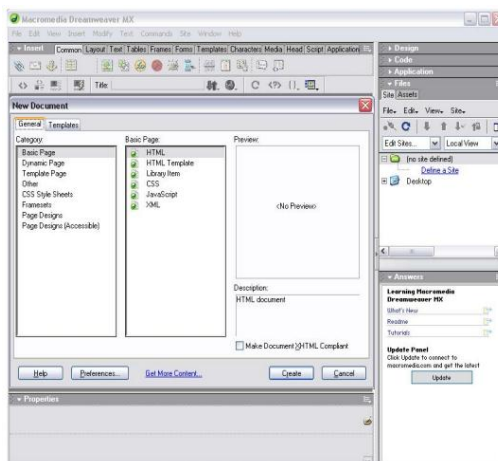 Macromedia Dreamweaver MX
File Edit View Insert Modify Text Commands Site Window Help
Insert Common Layout Text Tables Frames Forms Templates Characters Media Head Script Application
Title:
New Document
General Templates
Category:
Basic Page
Dynamic Page
Template Page
Other
CSS Style Sheets
Framesets
Page Designs
Page Designs (Accessible)
Basic Page:
HTML
HTML Template
Library Item
CSS
JavaScript
XML
Preview:
<No Preview>
Description:
HTML document
Make Document XHTML Compliant
Help Preferences... Get More Content... Create Cancel
Properties
Design
Code
Application
Files
Site Assets
File Edit View Site
Edit Sites... Local View
(no site defined)
Define a Site
Desktop
Answers
Learning Macromedia
Dreamweaver MX
What's New
Readme
Tutorials
Update Panel
Click Update to connect to
macromedia.com and get the latest
Update